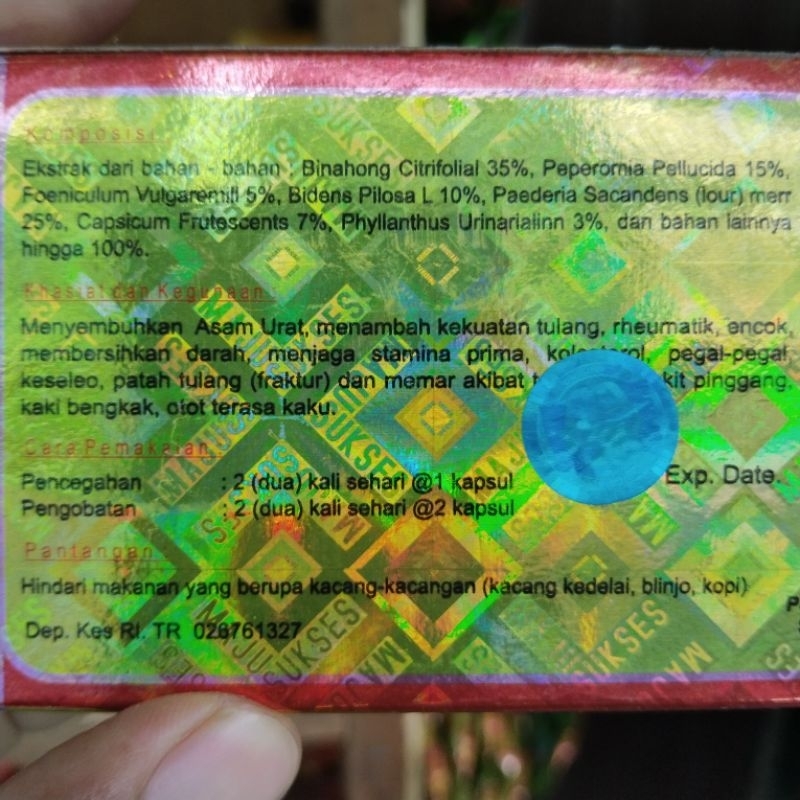 Komposisi :
Ekstrak dari bahan - bahan : Binahong Citrifolial 35%, Peperomia Pellucida 15%,
Foeniculum Vulgaremill 5%, Bidens Pilosa L 10%, Paederia Sacandens (lour) merr
25%, Capsicum Frutescents 7%, Phyllanthus Urinarialinn 3%, dan bahan lainnya
hingga 100%.
Khasiat dan Kegunaan :
Menyembuhkan Asam Urat, menambah kekuatan tulang, rheumatik, encok,
membersihkan darah, menjaga stamina prima, kolesterol, pegal-pegal,
keseleo, patah tulang (fraktur) dan memar akibat pinggang,
kaki bengkak, otot terasa kaku.
Cara Pemakaian :
Pencegahan : 2 (dua) kali sehari @1 kapsul
Exp. Date.
Pengobatan : 2 (dua) kali sehari @2 kapsul
Pantangan
Hindari makanan yang berupa kacang-kacangan (kacang kedelai, blinjo, kopi)
Dep. Kes RI. TR 026761327
MAJU SUKSES